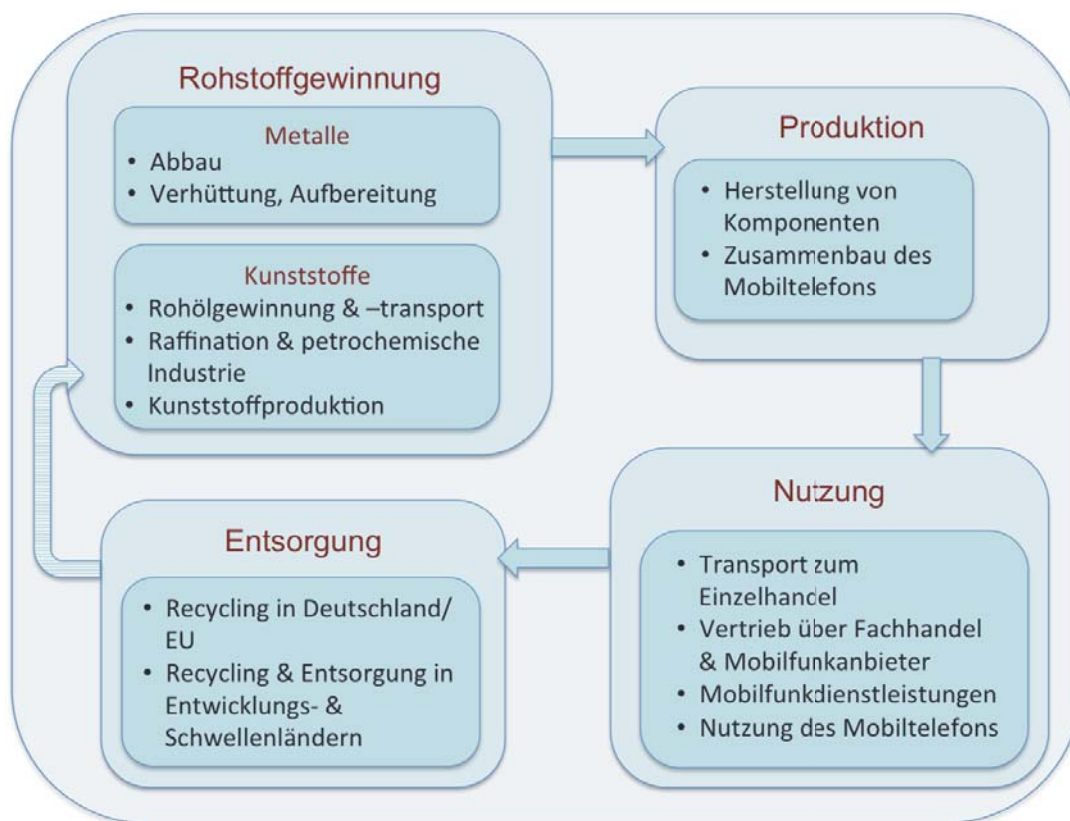 Rohstoffgewinnung
Metalle
• Abbau
• Verhüttung, Aufbereitung
Kunststoffe
• Rohölgewinnung & –transport
• Raffination & petrochemische
Industrie
• Kunststoffproduktion
Produktion
• Herstellung von
Komponenten
• Zusammenbau des
Mobiltelefons
Nutzung
• Transport zum
Einzelhandel
• Vertrieb über Fachhandel
& Mobilfunkanbieter
• Mobilfunkdienstleistungen
• Nutzung des Mobiltelefons
Entsorgung
• Recycling in Deutschland/
EU
• Recycling & Entsorgung in
Entwicklungs- &
Schwellenländern